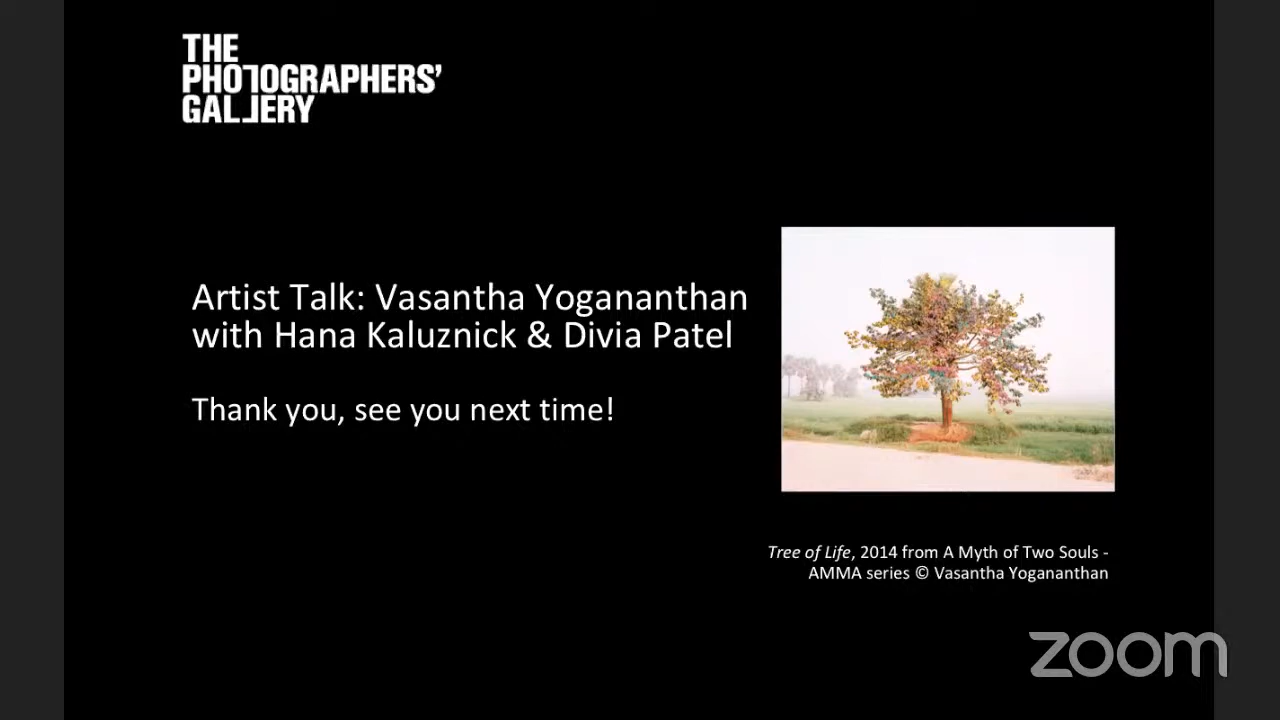 THE
PHOTOGRAPHERS'
GALLERY
Artist Talk: Vasantha Yogananthan
with Hana Kaluznick & Divia Patel
Thank you, see you next time!
Tree of Life, 2014 from A Myth of Two Souls -
AMMA series © Vasantha Yogananthan
zoom